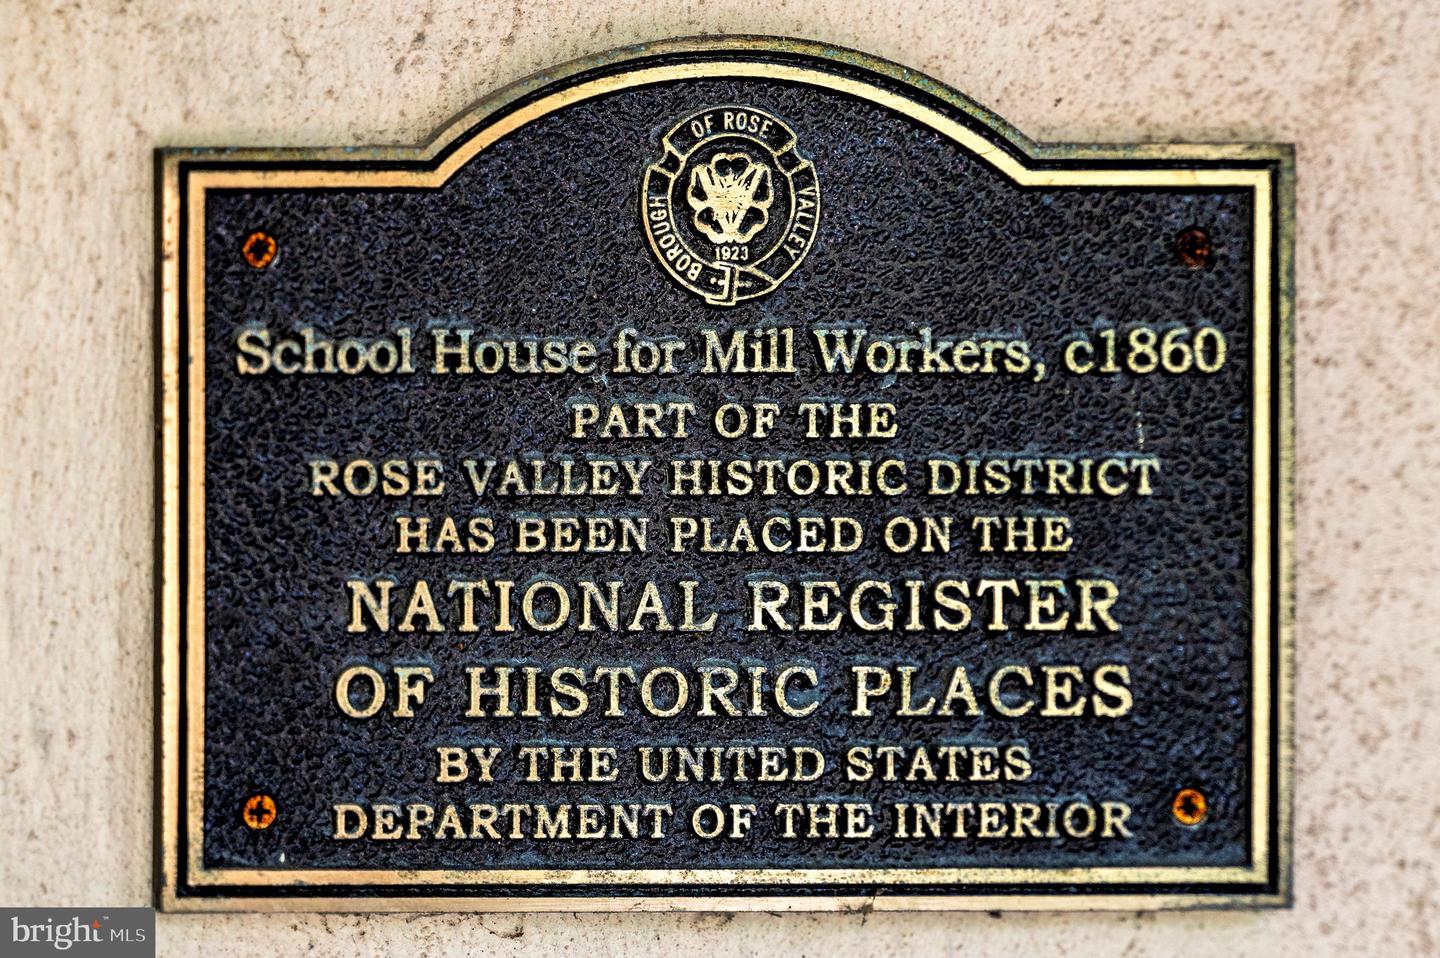 BOROUGH OF ROSE VALLEY
1923
School House for Mill Workers, c1860
PART OF THE
ROSE VALLEY HISTORIC DISTRICT
HAS BEEN PLACED ON THE
NATIONAL REGISTER
OF HISTORIC PLACES
BY THE UNITED STATES
DEPARTMENT OF THE INTERIOR
bright™ MLS